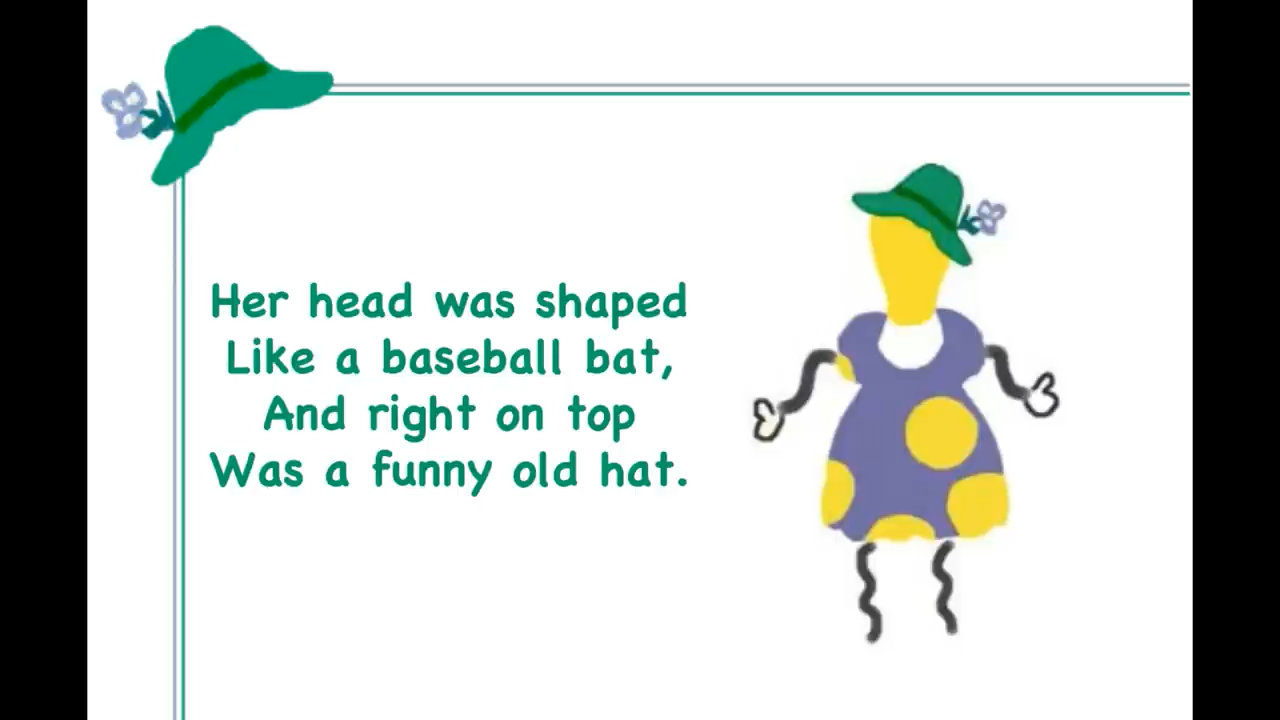 Her head was shaped
Like a baseball bat,
And right on top
Was a funny old hat.